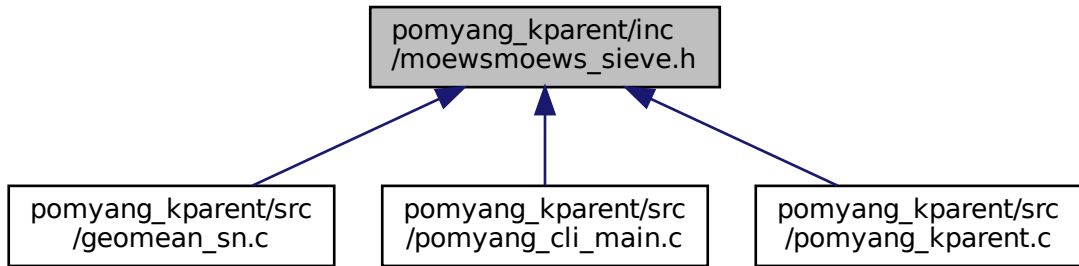 pomyang_kparent/inc
/moewsmoews_sieve.h
pomyang_kparent/src
/geomean_sn.c
pomyang_kparent/src
/pomyang_cli_main.c
pomyang_kparent/src
/pomyang_kparent.c